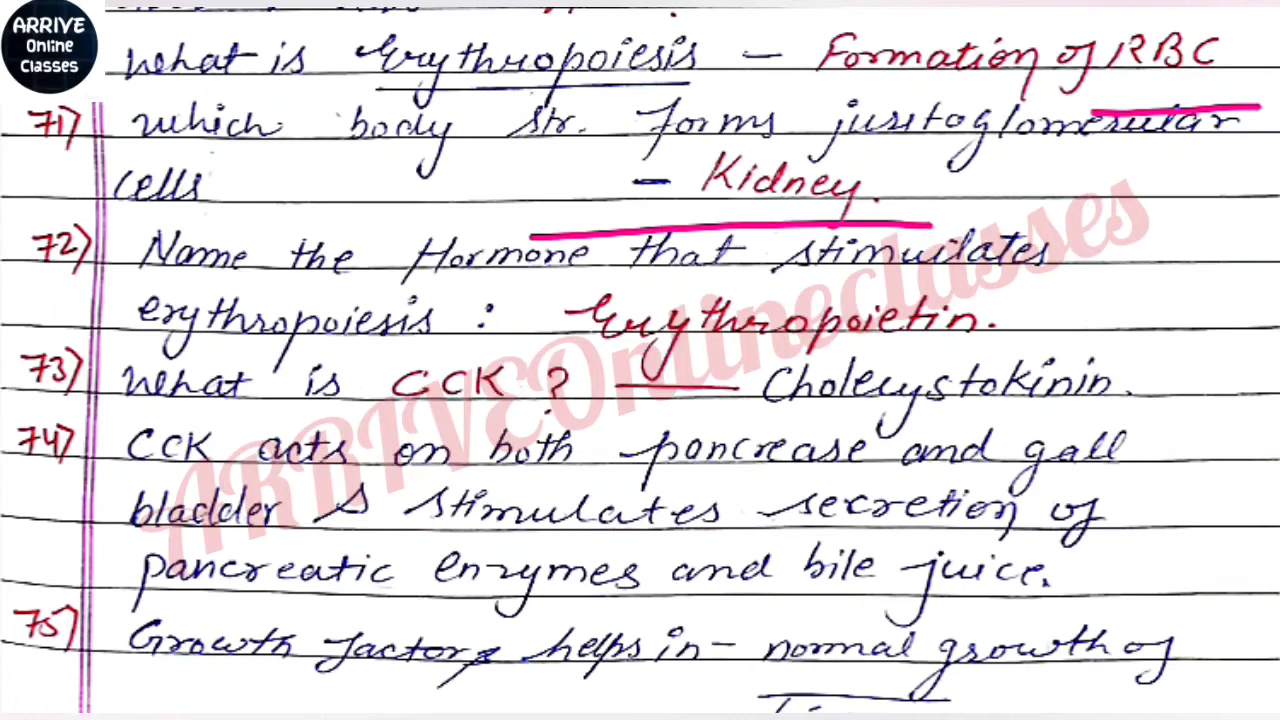 ARRIVE
Online
Classes
What is Erythropoiesis - Formation of RBC
71) which body str. forms juxtaglomerular
cells - Kidney.
72) Name the Hormone that stimulates
erythropoiesis : Erythropoietin.
73) What is CCK ? — Cholecystokinin.
74) CCK acts on both pancrease and gall
bladder & stimulates secretion of
pancreatic enzymes and bile juice.
75) Growth factors helps in - normal growth of
ARRIVEOnlineclasses